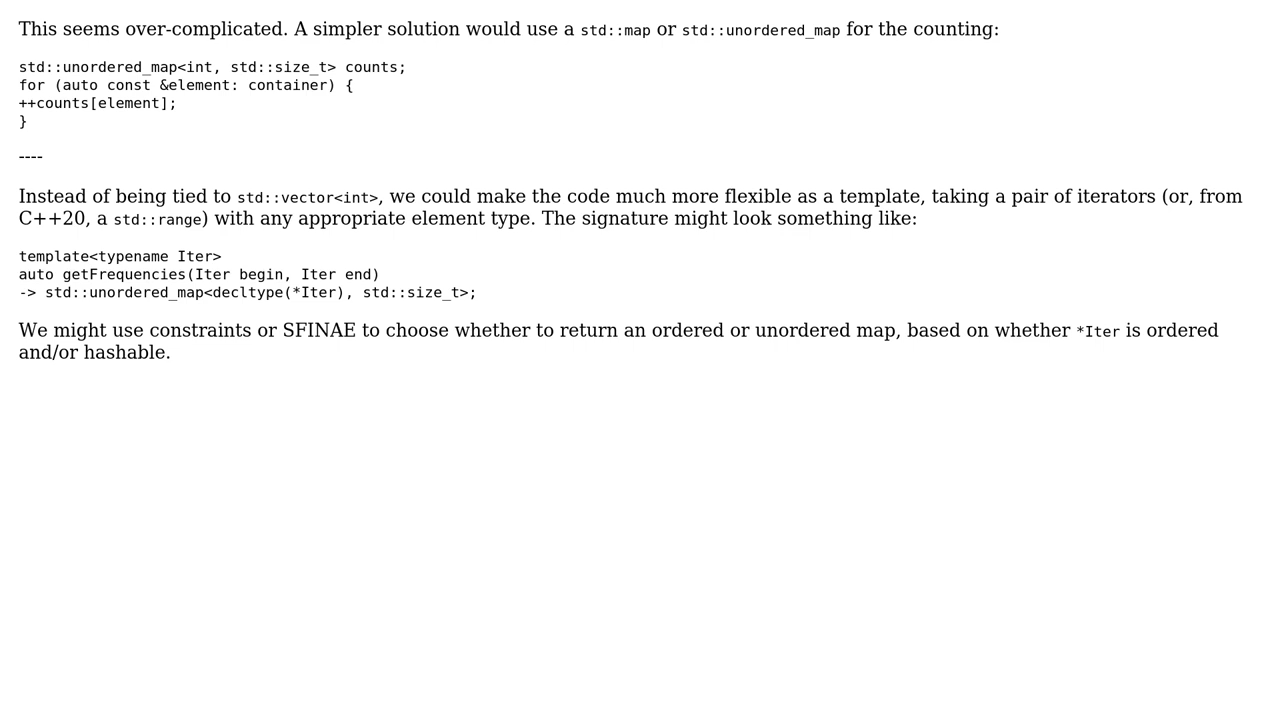 This seems over-complicated. A simpler solution would use a std::map or std::unordered_map for the counting:
std::unordered_map<int, std::size_t> counts;
for (auto const &element: container) {
++counts[element];
}
----
Instead of being tied to std::vector<int>, we could make the code much more flexible as a template, taking a pair of iterators (or, from
C++20, a std::range) with any appropriate element type. The signature might look something like:
template<typename Iter>
auto getFrequencies(Iter begin, Iter end)
-> std::unordered_map<decltype(*Iter), std::size_t>;
We might use constraints or SFINAE to choose whether to return an ordered or unordered map, based on whether *Iter is ordered
and/or hashable.